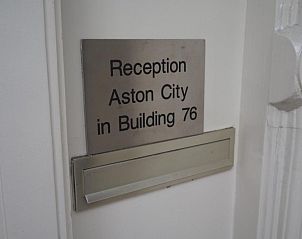 Reception
Aston City
in Building 76